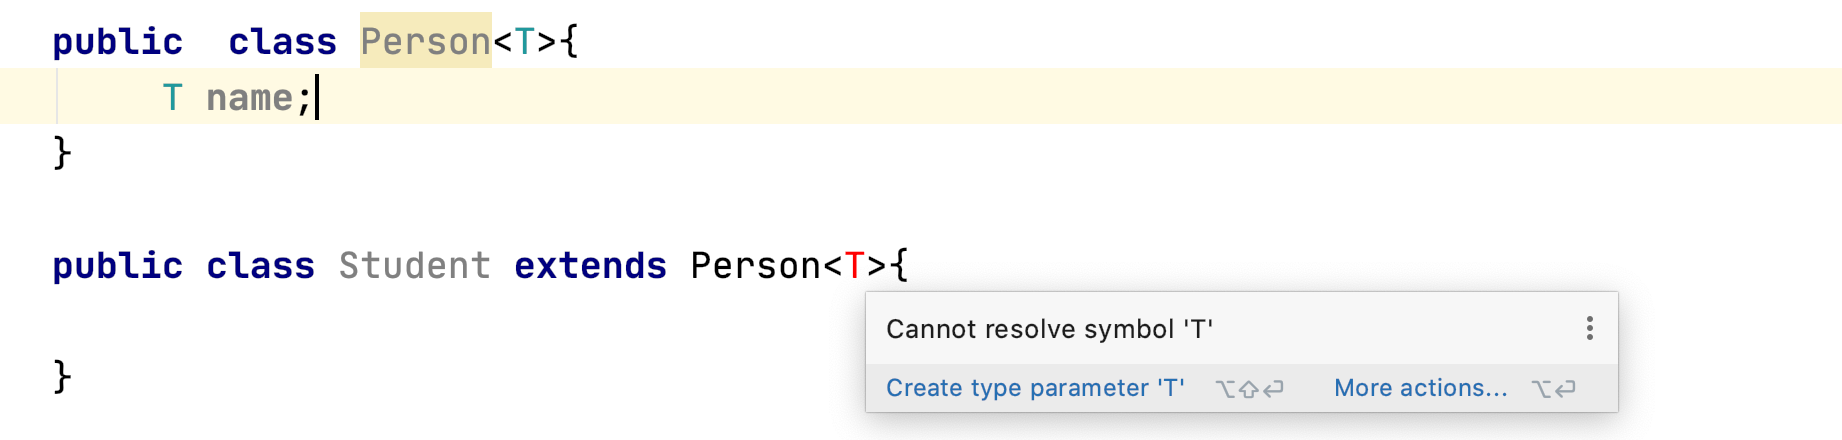 public  class Person<T>{
     T name;
}
public class Student extends Person<T>{
Cannot resolve symbol 'T'
Create type parameter 'T' ⌥⇧⏎ More actions... ⌥⏎
}